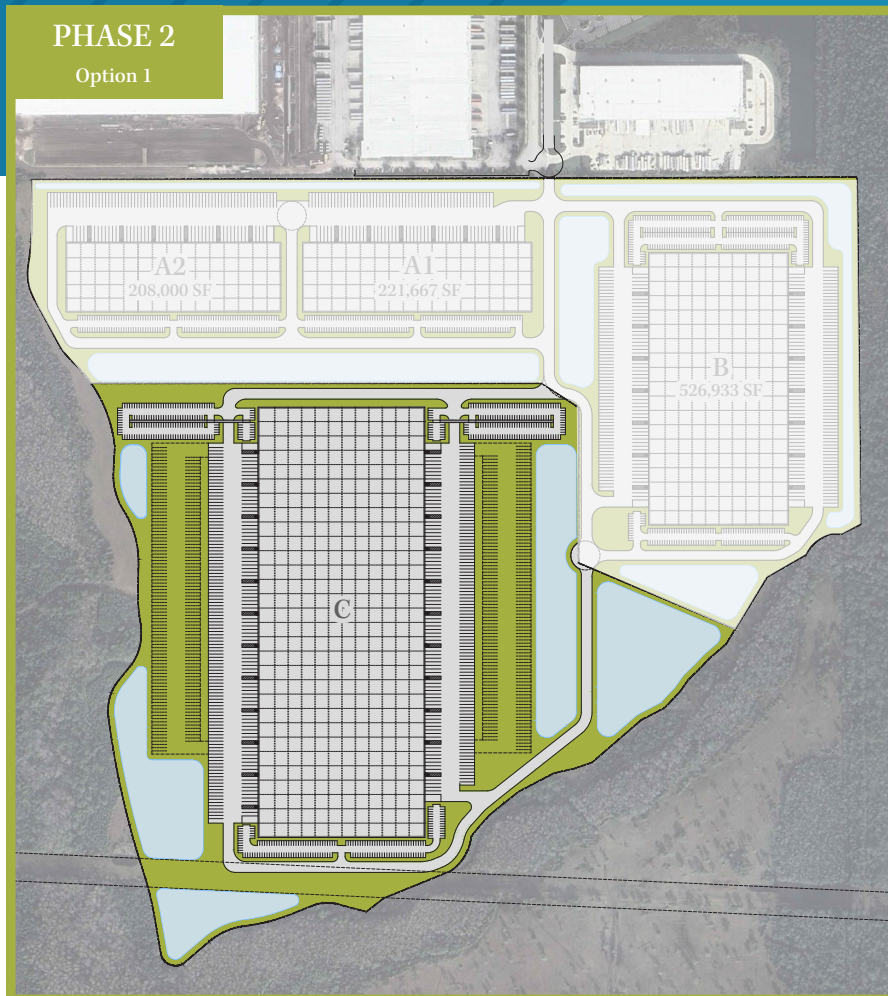 PHASE 2
Option 1
A2
208,000 SF
A1
221,667 SF
B
526,933 SF
C